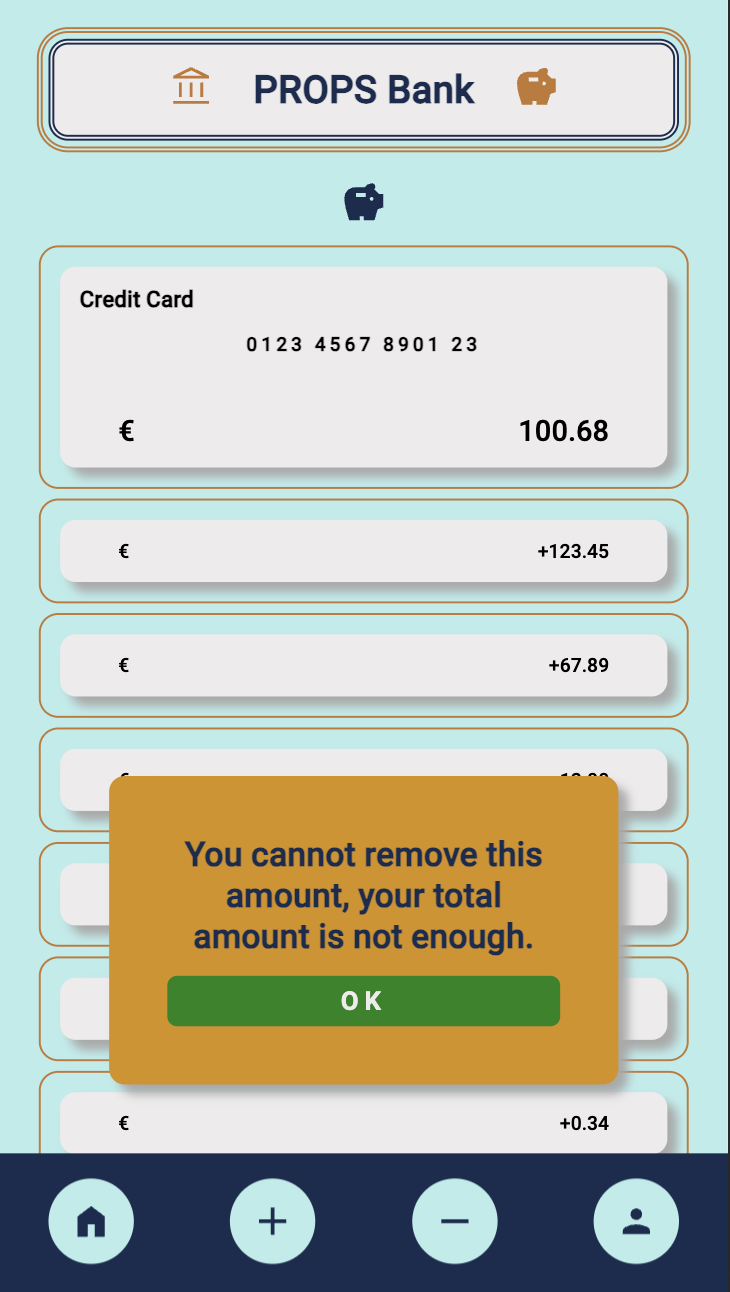 PROPS Bank
Credit Card
0123 4567 8901 23
€ 100.68
€ +123.45
€ +67.89
You cannot remove this
amount, your total
amount is not enough.
OK
€ +0.34